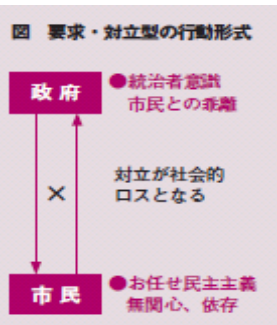 図 要求・対立型の行動形式
政府
●統治者意識
市民との乖離
×
対立が社会的
ロスとなる
市民
●お任せ民主主義
無関心、依存